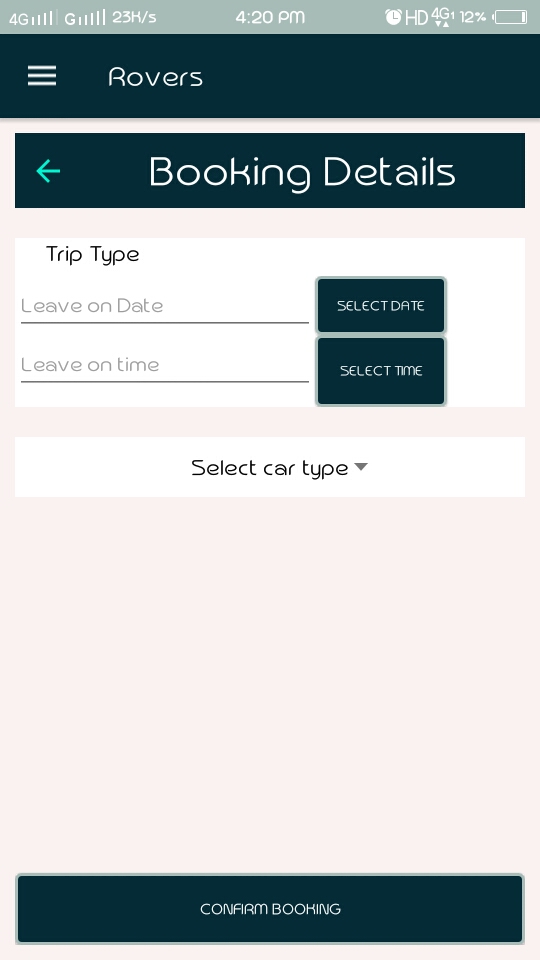 4G G 23K/s 4:20 PM HD 4G 1 12%
Rovers
Booking Details
Trip Type
Leave on Date SELECT DATE
Leave on time SELECT TIME
Select car type
CONFIRM BOOKING